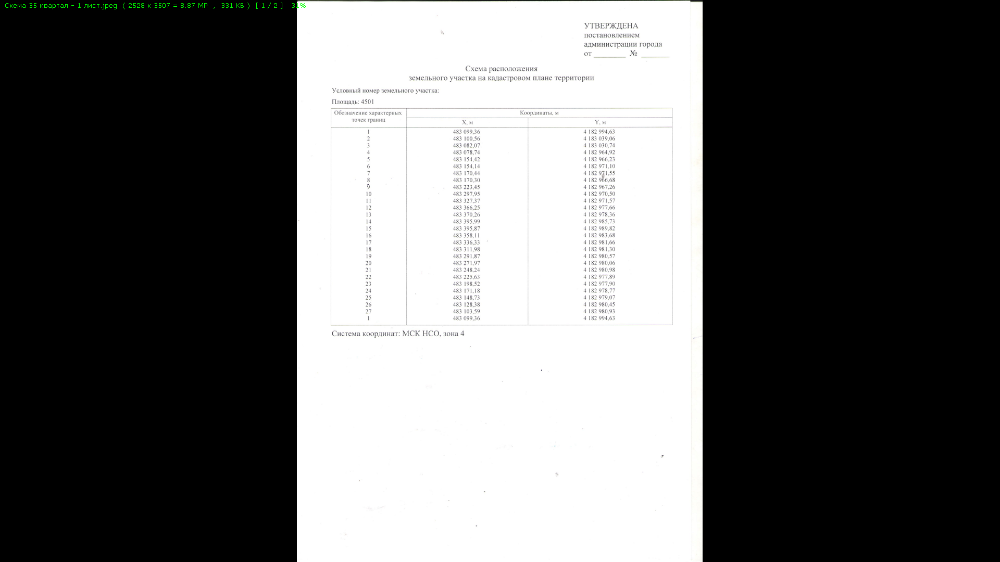 Схема 35 квартал - 1 лист.jpeg ( 2528 x 3507 = 8.87 MP , 331 KB ) [ 1 / 2 ] 31%
УТВЕРЖДЕНА
постановлением
администрации города
от _________ № ________
Схема расположения
земельного участка на кадастровом плане территории
Условный номер земельного участка:
Площадь: 4501
Обозначение характерных точек границ Координаты, м
X, м Y, м
1 483 099,36 4 182 994,63
2 483 100,56 4 183 039,06
3 483 082,07 4 183 030,74
4 483 078,74 4 182 964,92
5 483 154,42 4 182 966,23
6 483 154,14 4 182 971,10
7 483 170,44 4 182 971,55
8 483 170,30 4 182 966,68
9 483 223,45 4 182 967,26
10 483 297,95 4 182 970,50
11 483 327,37 4 182 971,57
12 483 366,25 4 182 977,66
13 483 370,26 4 182 978,36
14 483 395,99 4 182 985,73
15 483 395,87 4 182 989,82
16 483 358,11 4 182 983,68
17 483 336,33 4 182 981,66
18 483 311,98 4 182 981,30
19 483 291,87 4 182 980,57
20 483 271,97 4 182 980,06
21 483 248,24 4 182 980,98
22 483 225,63 4 182 977,89
23 483 198,52 4 182 977,90
24 483 171,18 4 182 978,77
25 483 148,73 4 182 979,07
26 483 128,38 4 182 980,45
27 483 103,59 4 182 980,93
1 483 099,36 4 182 994,63
Система координат: МСК НСО, зона 4